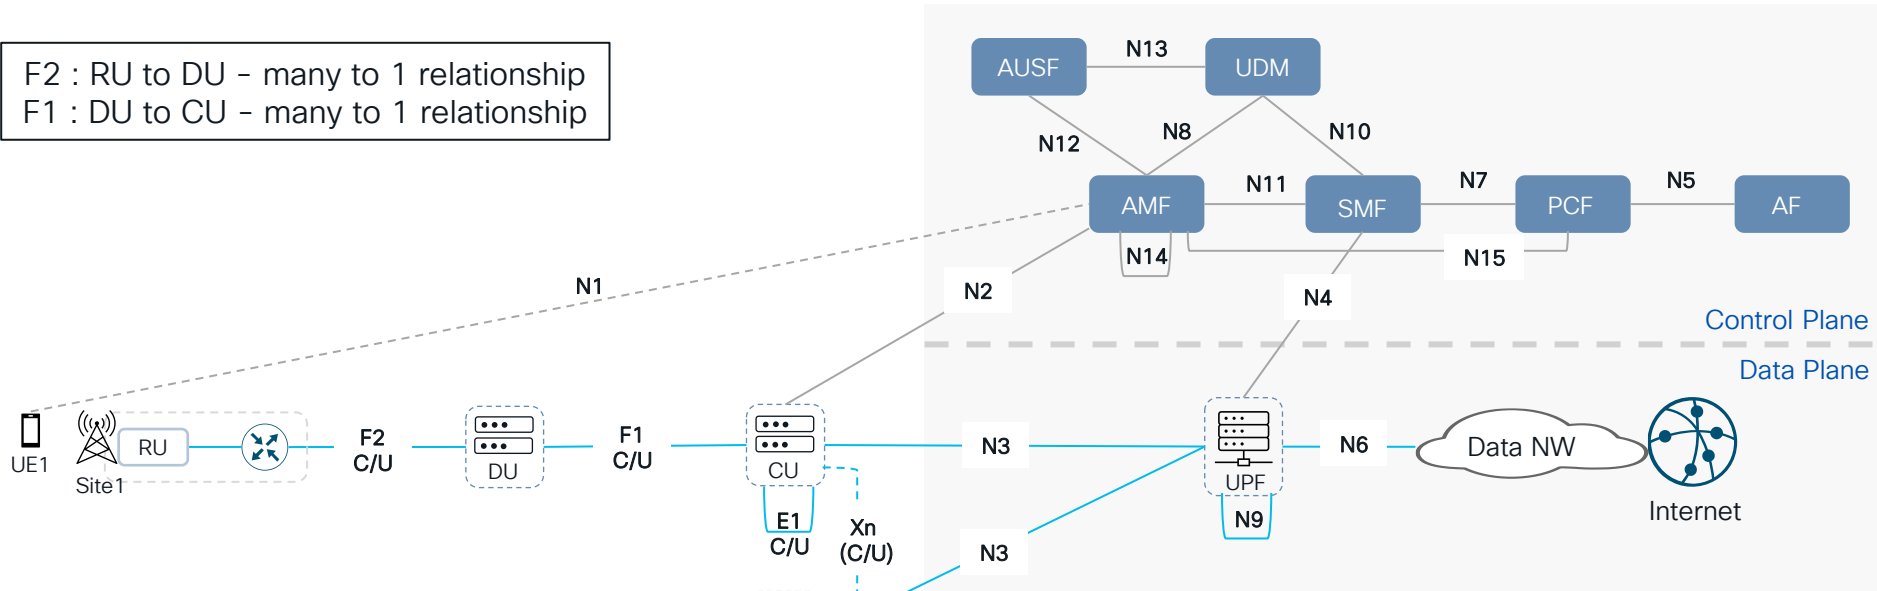 F2 : RU to DU - many to 1 relationship
F1 : DU to CU - many to 1 relationship
AUSF
N13
UDM
N12
N8
N10
AMF
N11
SMF
N7
PCF
N5
AF
N14
N15
N1
N2
N4
Control Plane
Data Plane
UE1
Site1
RU
F2
C/U
DU
F1
C/U
CU
E1
C/U
Xn
(C/U)
N3
N3
UPF
N9
N6
Data NW
Internet